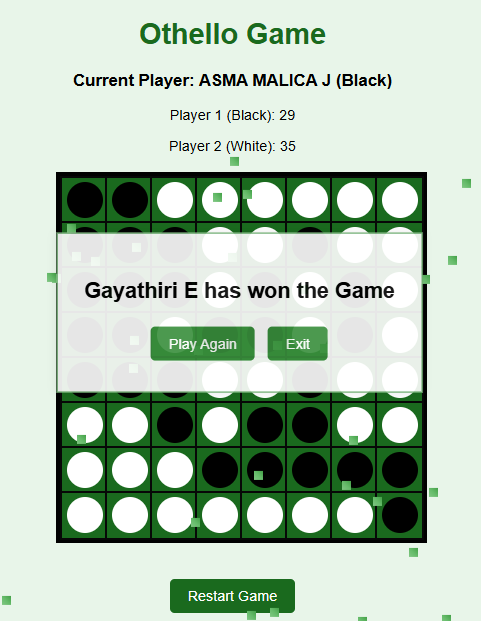 Othello Game
Current Player: ASMA MALICA J (Black)
Player 1 (Black): 29
Player 2 (White): 35
Gayathiri E has won the Game
Play Again
Exit
Restart Game